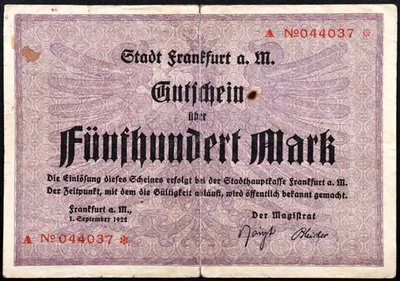 A №044037 *
Stadt Frankfurt a. M.
Gutschein
über
Fünfhundert Mark
Die Einlösung dieses Scheines erfolgt bei der Stadthauptkasse Frankfurt a. M.
Der Zeitpunkt, mit dem die Gültigkeit abläuft, wird öffentlich bekannt gemacht.
Frankfurt a. M.,
1. September 1922
Der Magistrat
A №044037 *